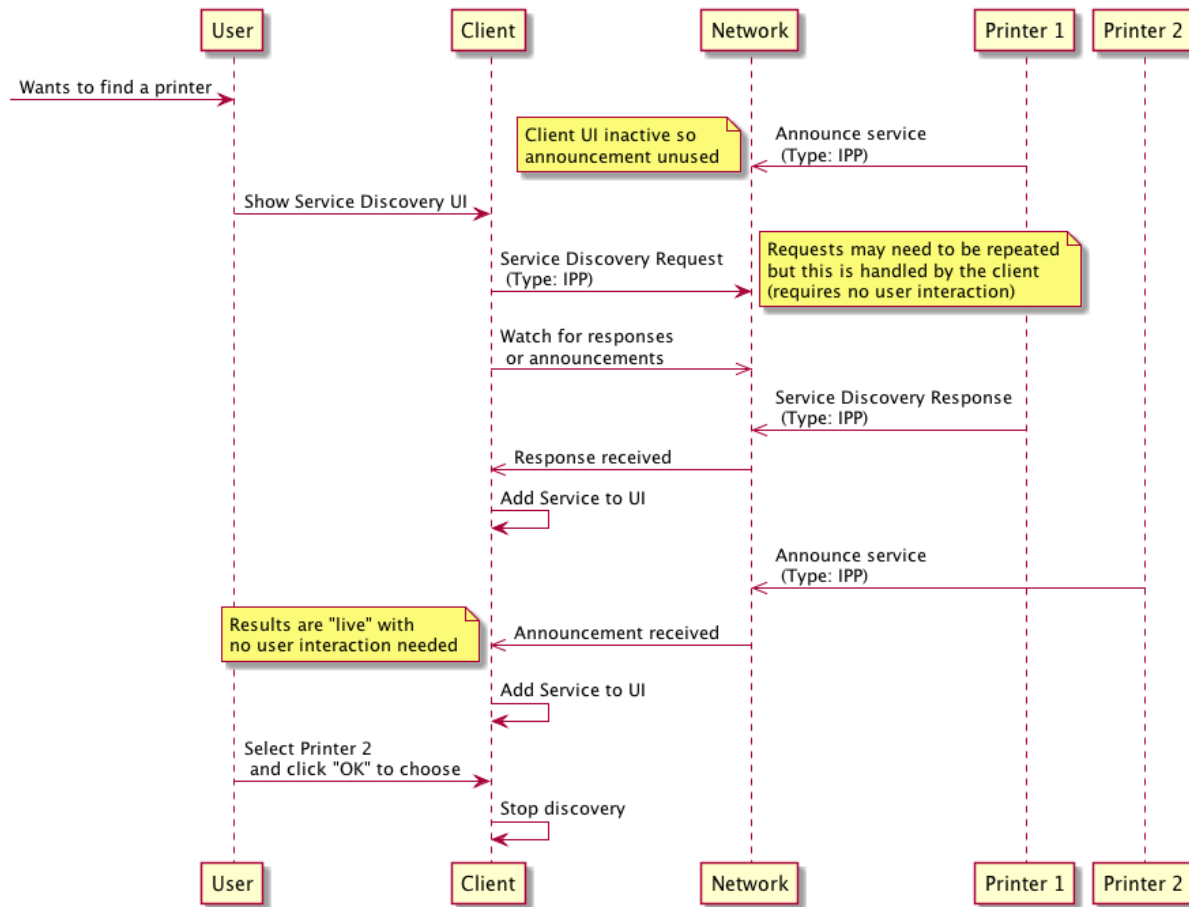 User
Client
Network
Printer 1
Printer 2
Wants to find a printer
Client UI inactive so
announcement unused
Announce service
(Type: IPP)
Show Service Discovery UI
Service Discovery Request
(Type: IPP)
Requests may need to be repeated
but this is handled by the client
(requires no user interaction)
Watch for responses
or announcements
Service Discovery Response
(Type: IPP)
Response received
Add Service to UI
Announce service
(Type: IPP)
Results are "live" with
no user interaction needed
Announcement received
Add Service to UI
Select Printer 2
and click "OK" to choose
Stop discovery
User
Client
Network
Printer 1
Printer 2